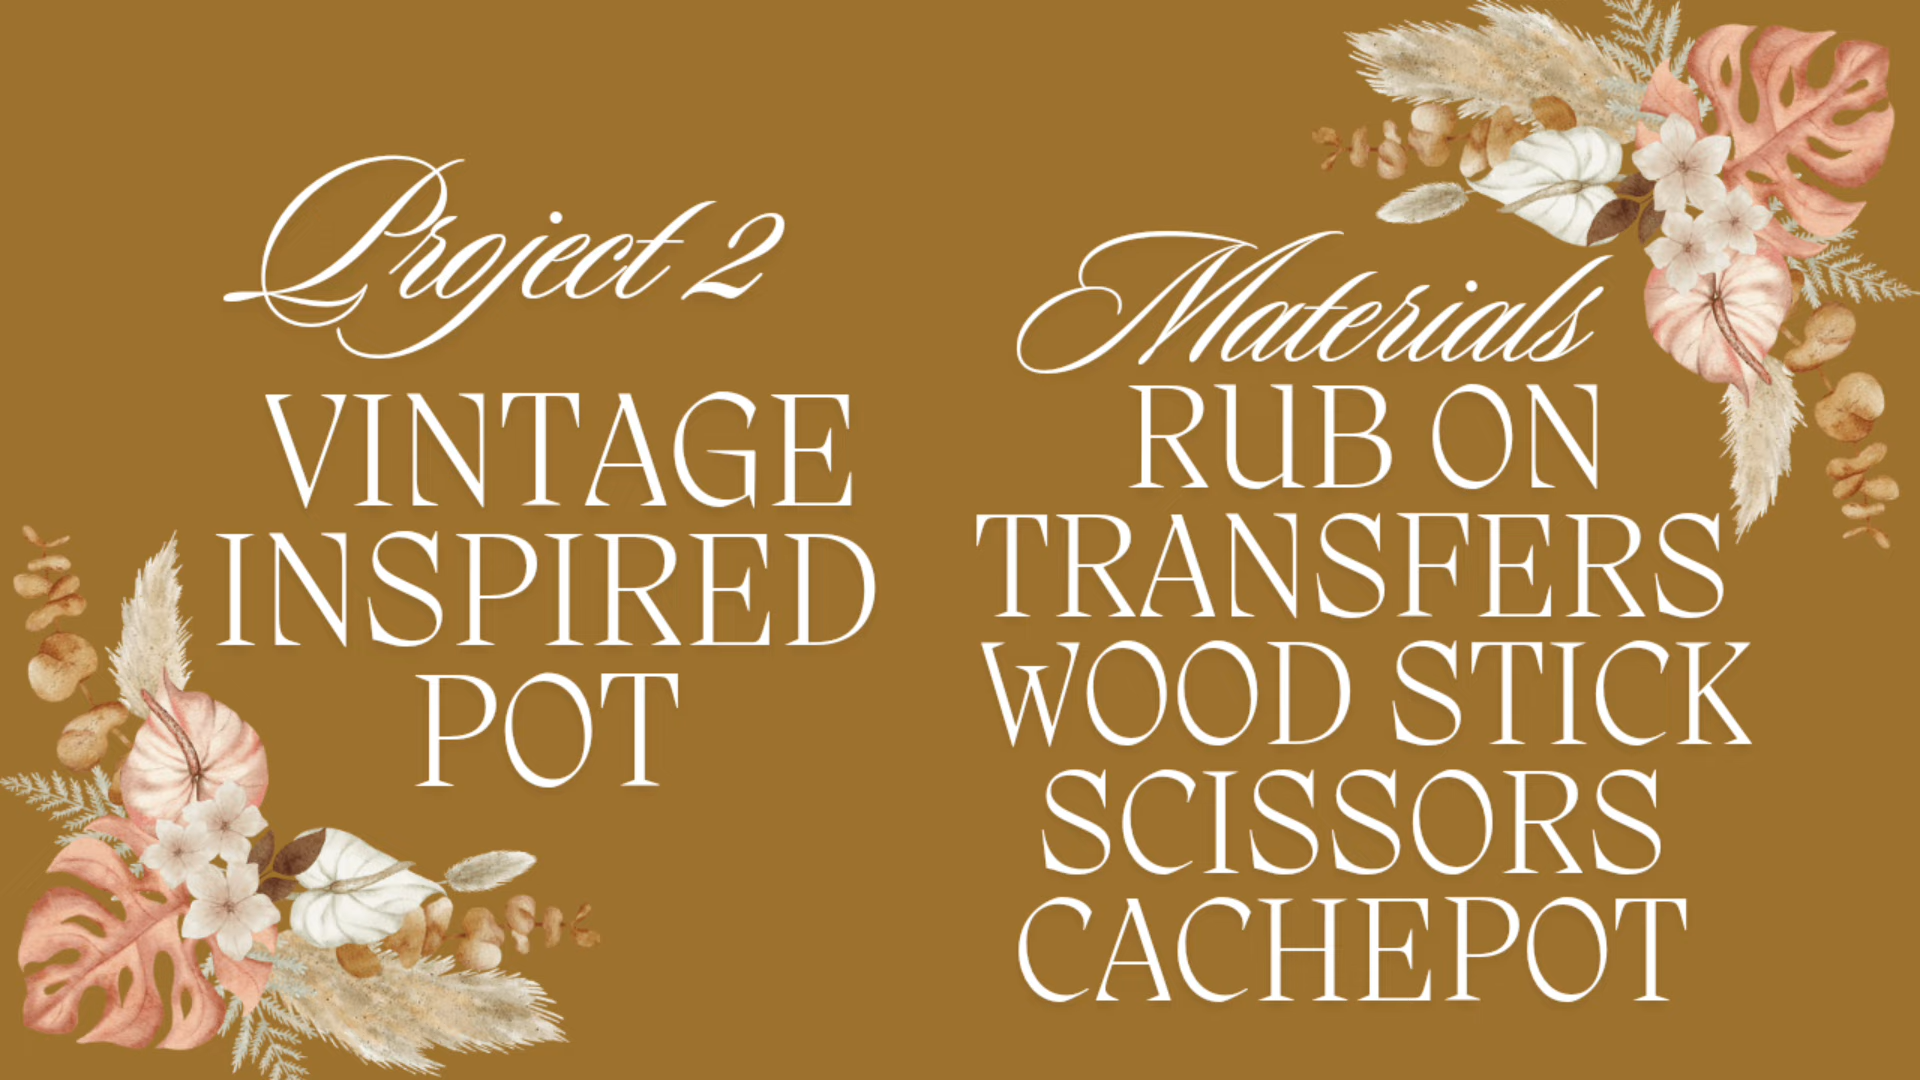 Project 2
VINTAGE
INSPIRED
POT
Materials
RUB ON
TRANSFERS
WOOD STICK
SCISSORS
CACHEPOT